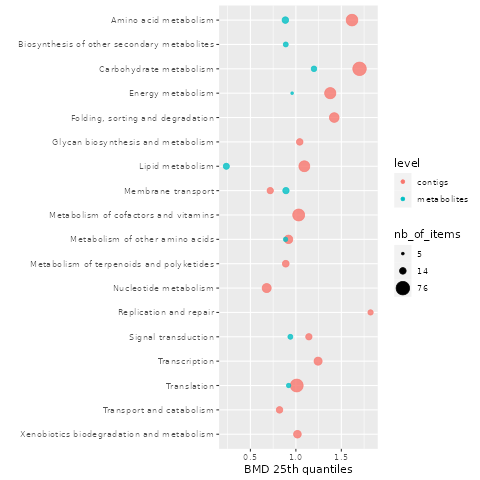 Amino acid metabolism
Biosynthesis of other secondary metabolites
Carbohydrate metabolism
Energy metabolism
Folding, sorting and degradation
Glycan biosynthesis and metabolism
Lipid metabolism
Membrane transport
Metabolism of cofactors and vitamins
Metabolism of other amino acids
Metabolism of terpenoids and polyketides
Nucleotide metabolism
Replication and repair
Signal transduction
Transcription
Translation
Transport and catabolism
Xenobiotics biodegradation and metabolism
0.5 1.0 1.5
BMD 25th quantiles
level
contigs
metabolites
nb_of_items
5
14
76